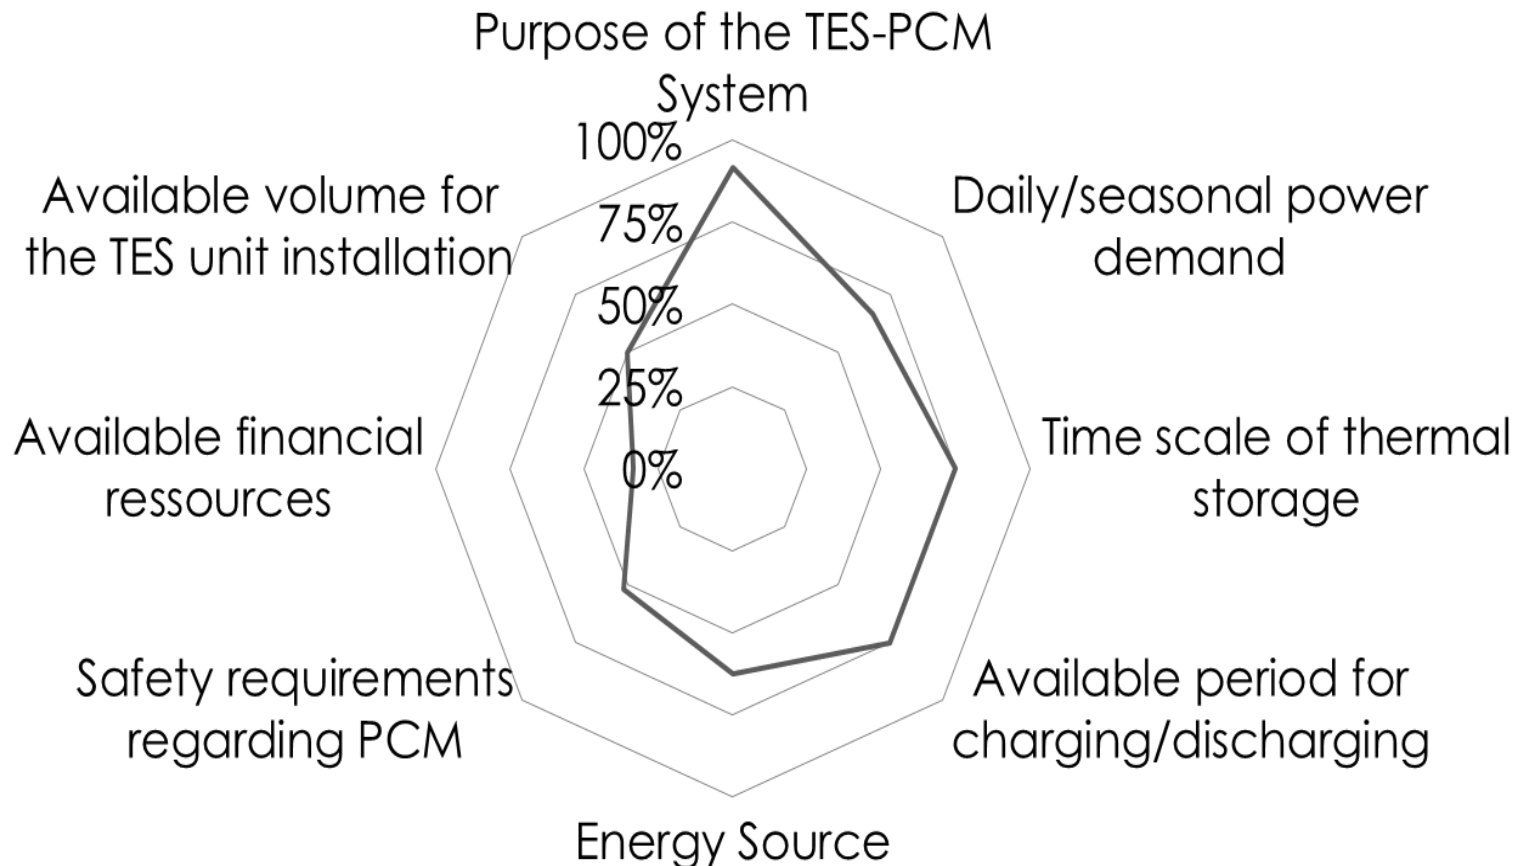 Purpose of the TES-PCM
System
100%
75%
50%
25%
0%
Daily/seasonal power
demand
Time scale of thermal
storage
Available period for
charging/discharging
Energy Source
Safety requirements
regarding PCM
Available financial
ressources
Available volume for
the TES unit installation